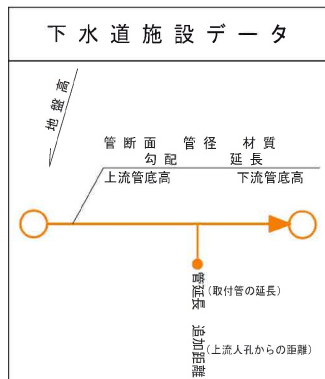 下水道施設データ
地盤高
管断面 管径 材質
勾配 延長
上流管底高 下流管底高
管延長 (取付管の延長)
追加距離 (上流人孔からの距離)